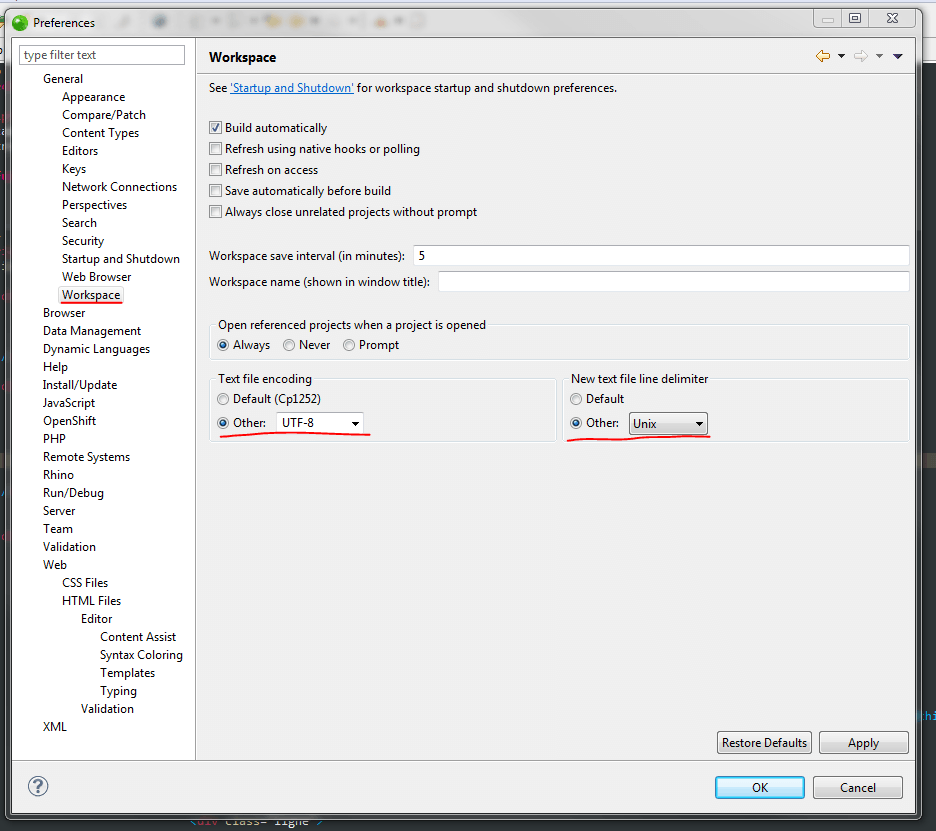 Preferences
type filter text
General
Appearance
Compare/Patch
Content Types
Editors
Keys
Network Connections
Perspectives
Search
Security
Startup and Shutdown
Web Browser
Workspace
Browser
Data Management
Dynamic Languages
Help
Install/Update
JavaScript
OpenShift
PHP
Remote Systems
Rhino
Run/Debug
Server
Team
Validation
Web
CSS Files
HTML Files
Editor
Content Assist
Syntax Coloring
Templates
Typing
Validation
XML
Workspace
See 'Startup and Shutdown' for workspace startup and shutdown preferences.
Build automatically
Refresh using native hooks or polling
Refresh on access
Save automatically before build
Always close unrelated projects without prompt
Workspace save interval (in minutes): 5
Workspace name (shown in window title):
Open referenced projects when a project is opened
Always Never Prompt
Text file encoding
Default (Cp1252)
Other: UTF-8
New text file line delimiter
Default
Other: Unix
Restore Defaults Apply
? OK Cancel